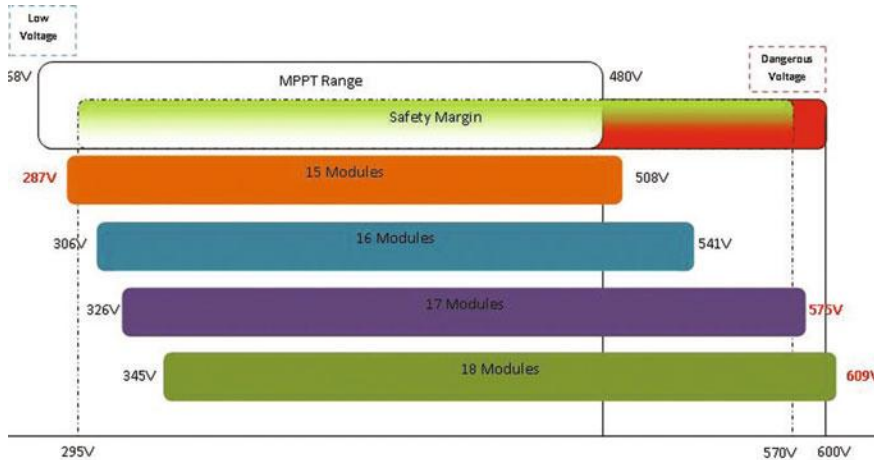 Low
Voltage
Dangerous
Voltage
58V
MPPT Range
480V
Safety Margin
287V
15 Modules
508V
306V
16 Modules
541V
326V
17 Modules
575V
345V
18 Modules
609V
295V
570V
600V